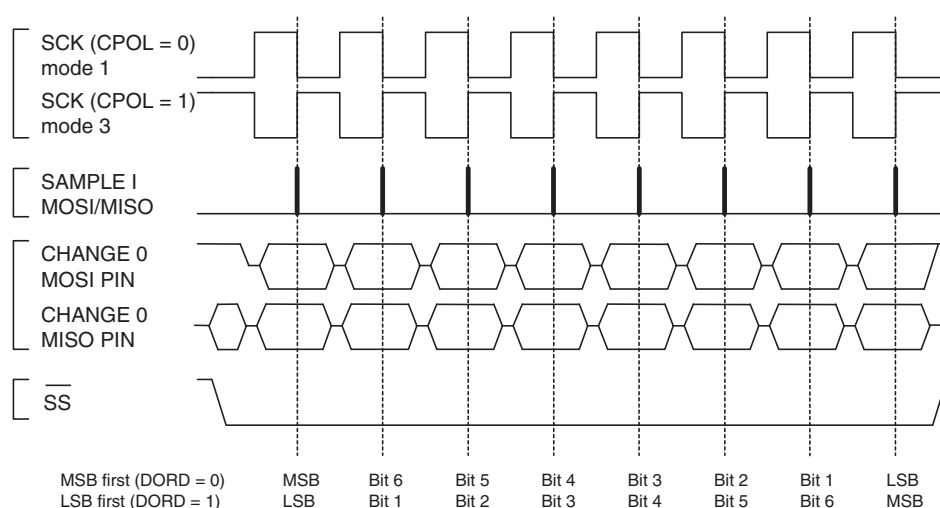 SCK (CPOL = 0)
mode 1
SCK (CPOL = 1)
mode 3
SAMPLE I
MOSI/MISO
CHANGE 0
MOSI PIN
CHANGE 0
MISO PIN
SS
MSB first (DORD = 0) MSB Bit 6 Bit 5 Bit 4 Bit 3 Bit 2 Bit 1 LSB
LSB first (DORD = 1) LSB Bit 1 Bit 2 Bit 3 Bit 4 Bit 5 Bit 6 MSB